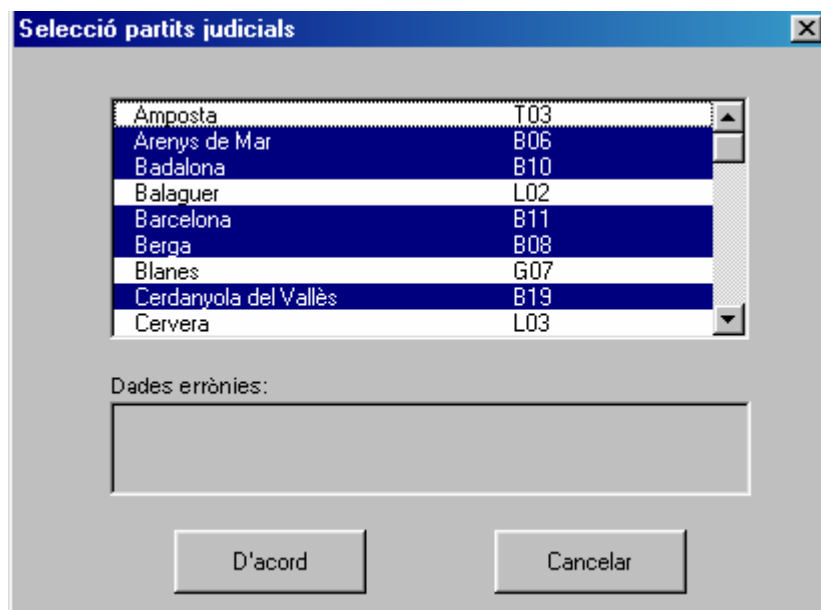 Selecció partits judicials
Amposta T03
Arenys de Mar B06
Badalona B10
Balaguer L02
Barcelona B11
Berga B08
Blanes G07
Cerdanyola del Vallès B19
Cervera L03
Dades errònies:
D'acord Cancelar